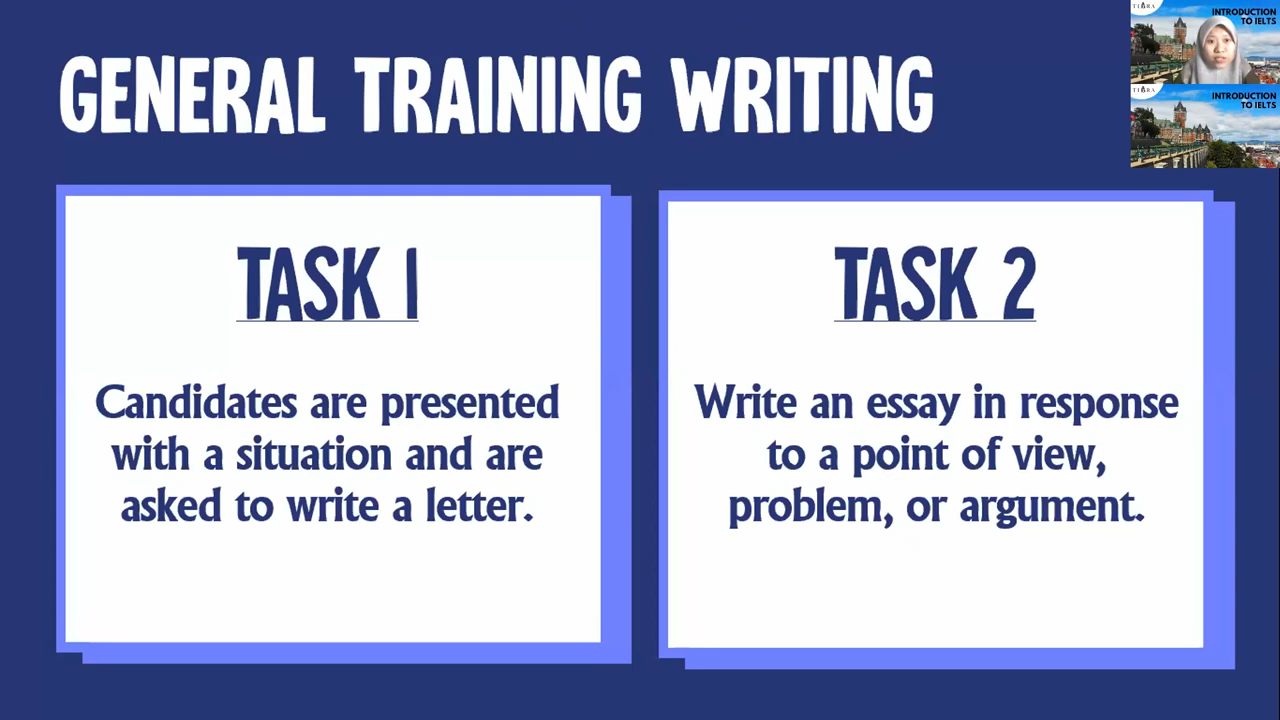 GENERAL TRAINING WRITING
TASK 1
Candidates are presented
with a situation and are
asked to write a letter.
TASK 2
Write an essay in response
to a point of view,
problem, or argument.
INTRODUCTION
TO IELTS
INTRODUCTION
TO IELTS